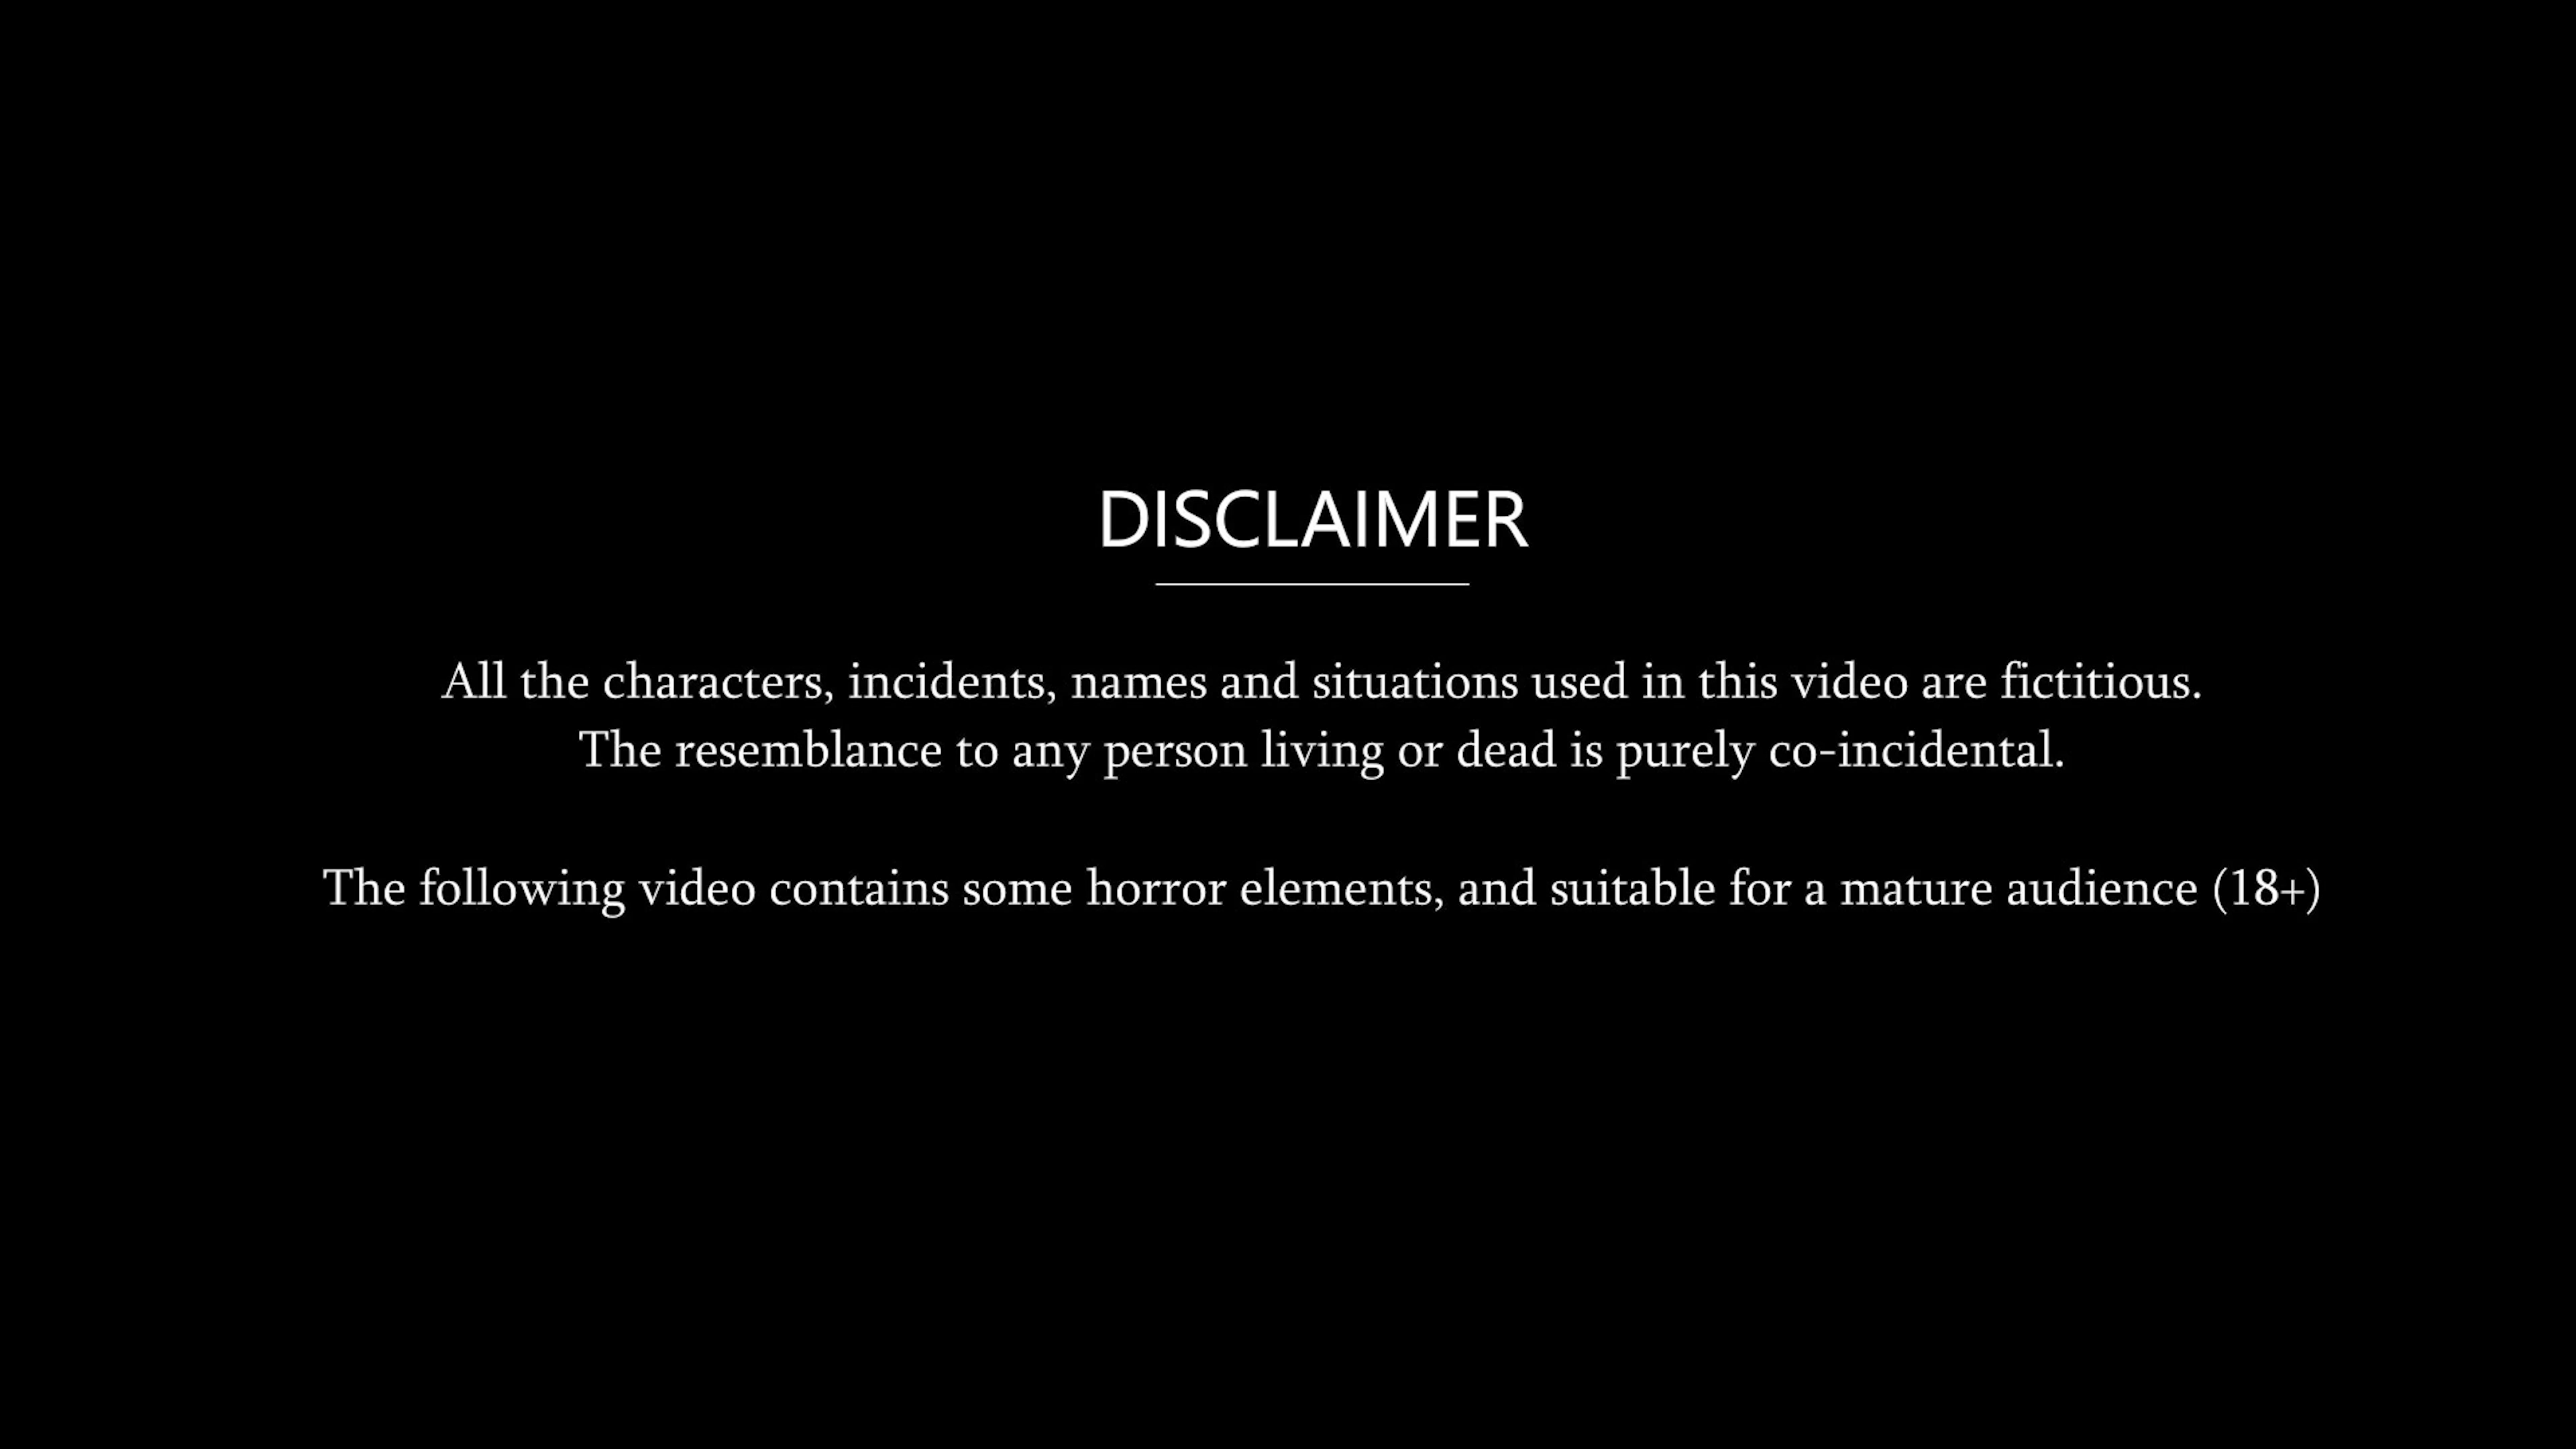 DISCLAIMER
All the characters, incidents, names and situations used in this video are fictitious.
The resemblance to any person living or dead is purely co-incidental.
The following video contains some horror elements, and suitable for a mature audience (18+)